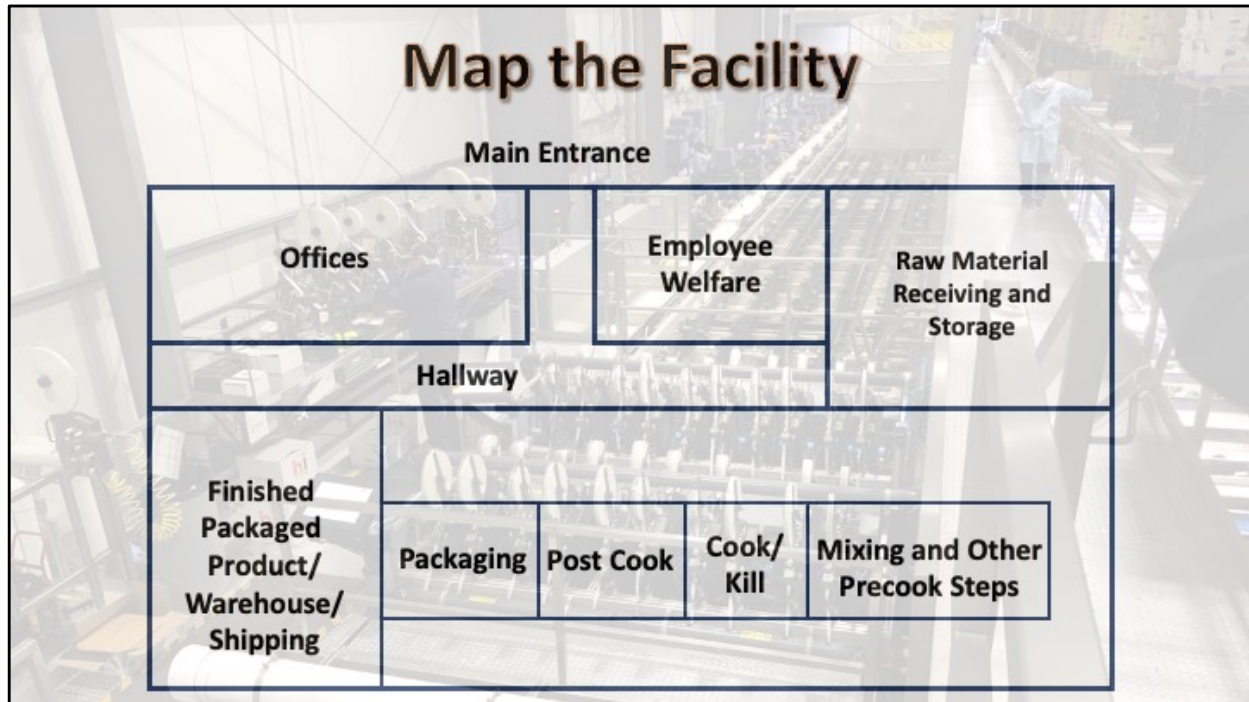 Map the Facility
Main Entrance
Offices
Employee
Welfare
Raw Material
Receiving and
Storage
Hallway
Finished
Packaged
Product/
Warehouse/
Shipping
Packaging
Post Cook
Cook/
Kill
Mixing and Other
Precook Steps